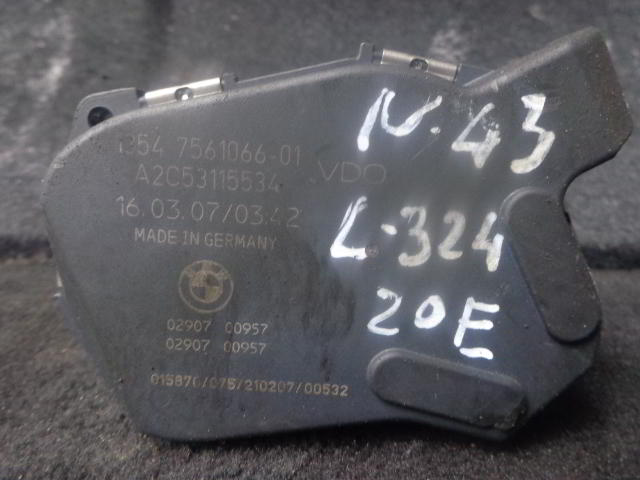 1354 7561066-01
VDO
A2C53115534
16.03.07/03.42
MADE IN GERMANY
02907 00957
02907 00957
015870/075/210207/00532
N.43
L-324
20E